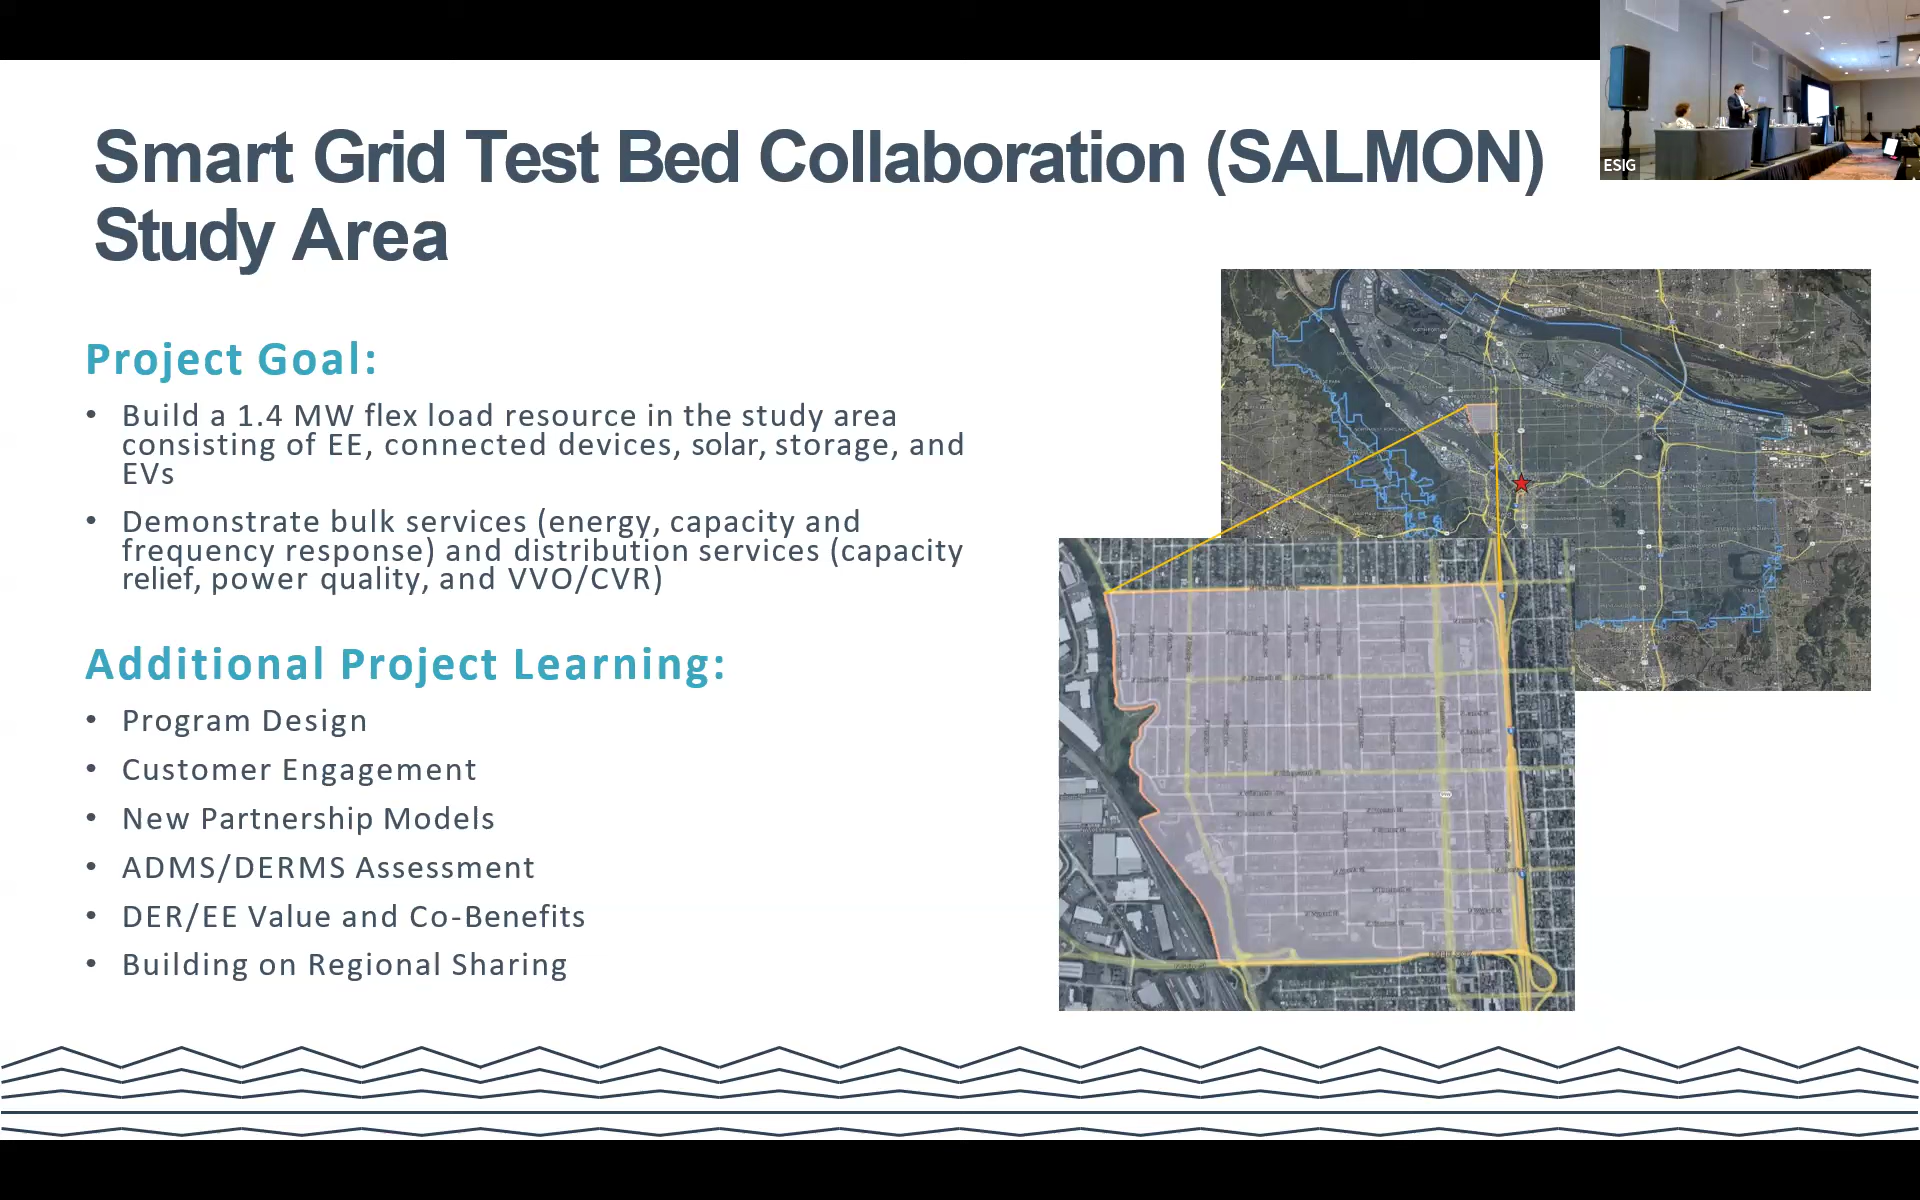 Smart Grid Test Bed Collaboration (SALMON)
Study Area
ESIG
Project Goal:
• Build a 1.4 MW flex load resource in the study area
consisting of EE, connected devices, solar, storage, and
EVs
• Demonstrate bulk services (energy, capacity and
frequency response) and distribution services (capacity
relief, power quality, and VVO/CVR)
Additional Project Learning:
• Program Design
• Customer Engagement
• New Partnership Models
• ADMS/DERMS Assessment
• DER/EE Value and Co-Benefits
• Building on Regional Sharing